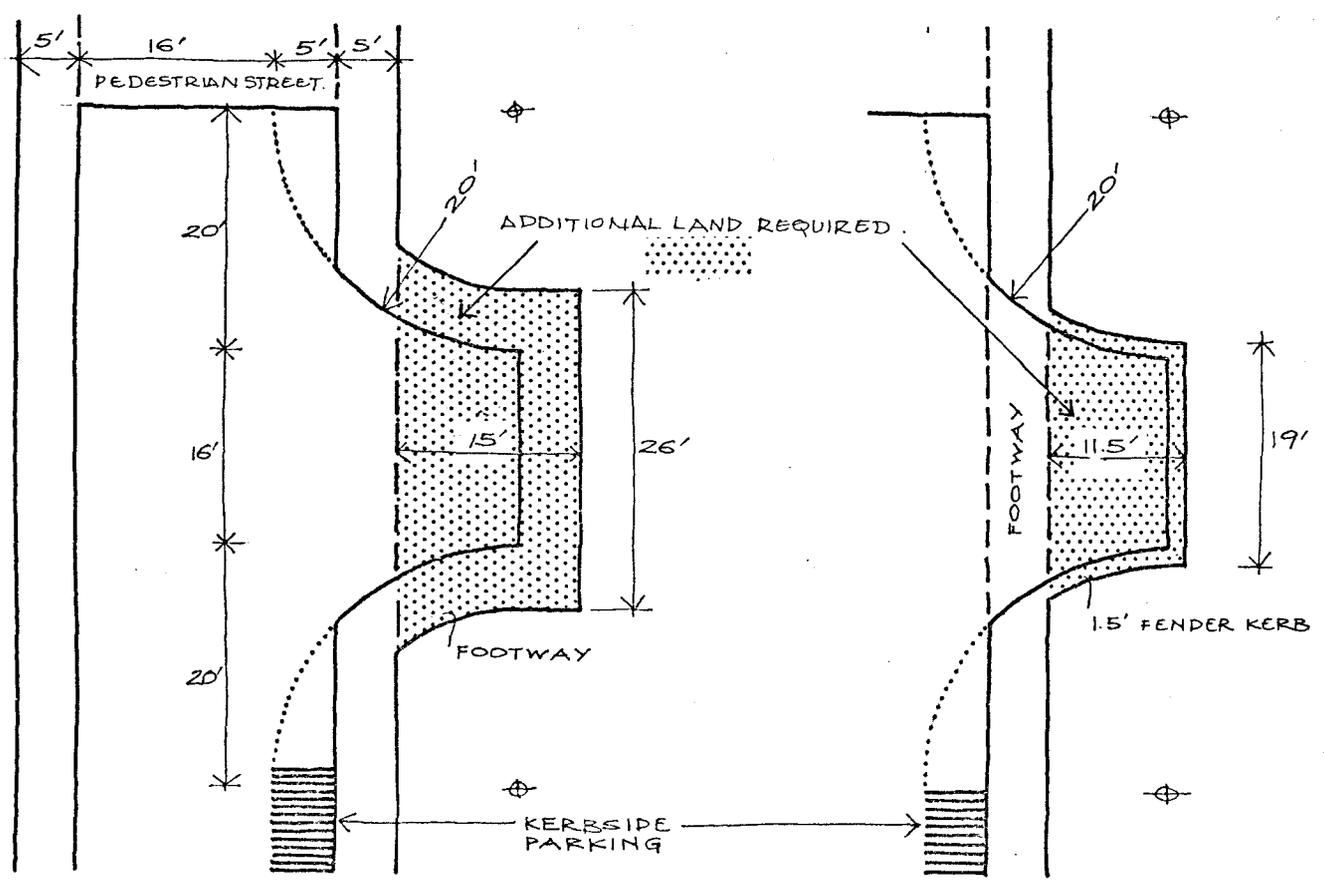 5' 16' 5' 5'
PEDESTRIAN STREET.
20'
20'
ADDITIONAL LAND REQUIRED.
20'
16'
15'
26'
FOOTWAY
11.5'
19'
FOOTWAY
1.5' FENDER KERB
20'
KERBSIDE
PARKING